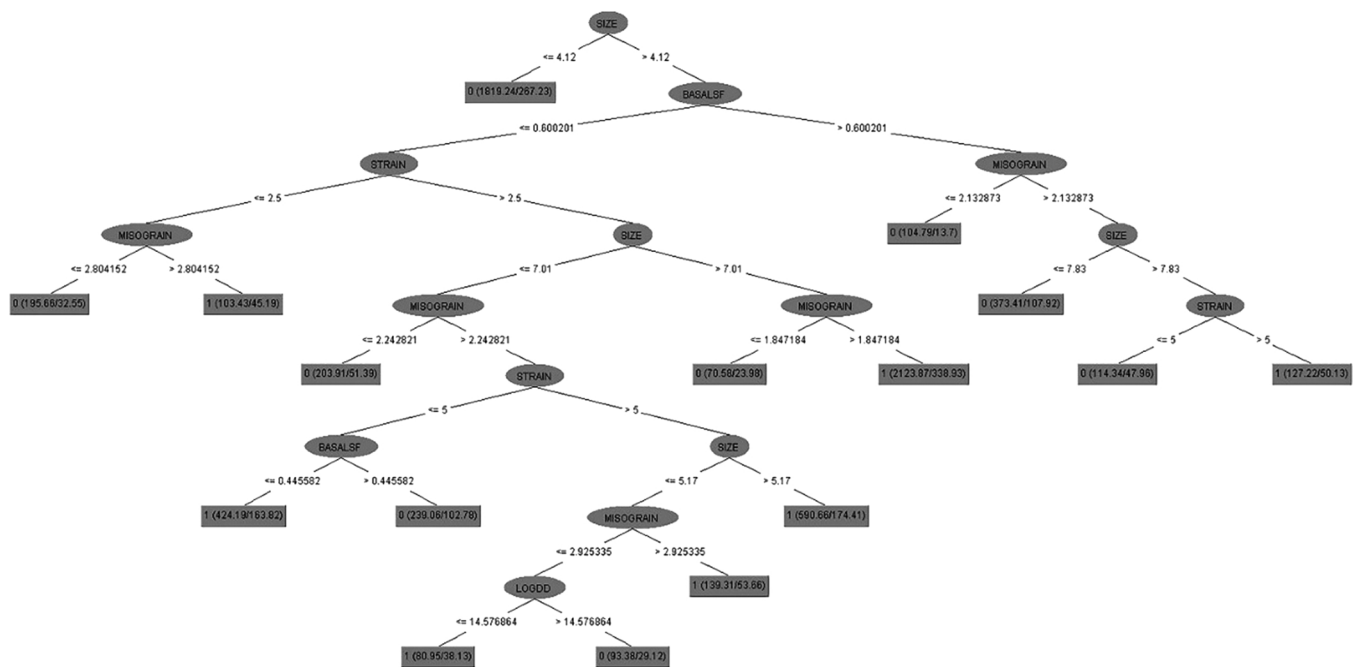 SIZE
<= 4.12 > 4.12
0 (1819.24/267.23) BASALSF
<= 0.600201 > 0.600201
STRAIN MISOGRAIN
<= 2.5 > 2.5 <= 2.132873 > 2.132873
MISOGRAIN SIZE 0 (104.79/13.7) SIZE
<= 2.804152 > 2.804152 <= 7.01 > 7.01 <= 7.83 > 7.83
0 (195.66/32.55) 1 (103.43/45.19) MISOGRAIN MISOGRAIN 0 (373.41/107.92) STRAIN
<= 2.242821 > 2.242821 <= 1.847184 > 1.847184 <= 5 > 5
0 (203.91/51.39) STRAIN 0 (70.58/23.98) 1 (2123.87/338.93) 0 (114.34/47.96) 1 (127.22/50.13)
<= 5 > 5
BASALSF SIZE
<= 0.445582 > 0.445582 <= 5.17 > 5.17
1 (424.19/163.82) 0 (239.06/102.78) MISOGRAIN 1 (590.66/174.41)
<= 2.925335 > 2.925335
LOGDD 1 (139.31/53.66)
<= 14.576864 > 14.576864
1 (80.95/38.13) 0 (93.38/29.12)